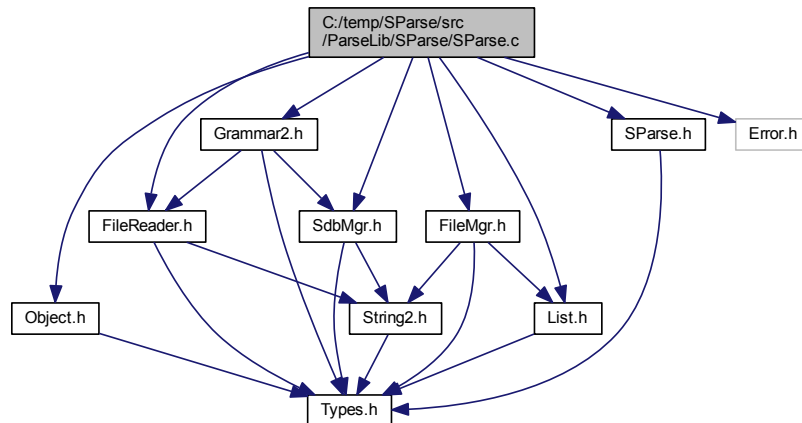 C:/temp/SParse/src
/ParseLib/SParse/SParse.c
Grammar2.h
SParse.h
Error.h
FileReader.h
SdbMgr.h
FileMgr.h
Object.h
String2.h
List.h
Types.h